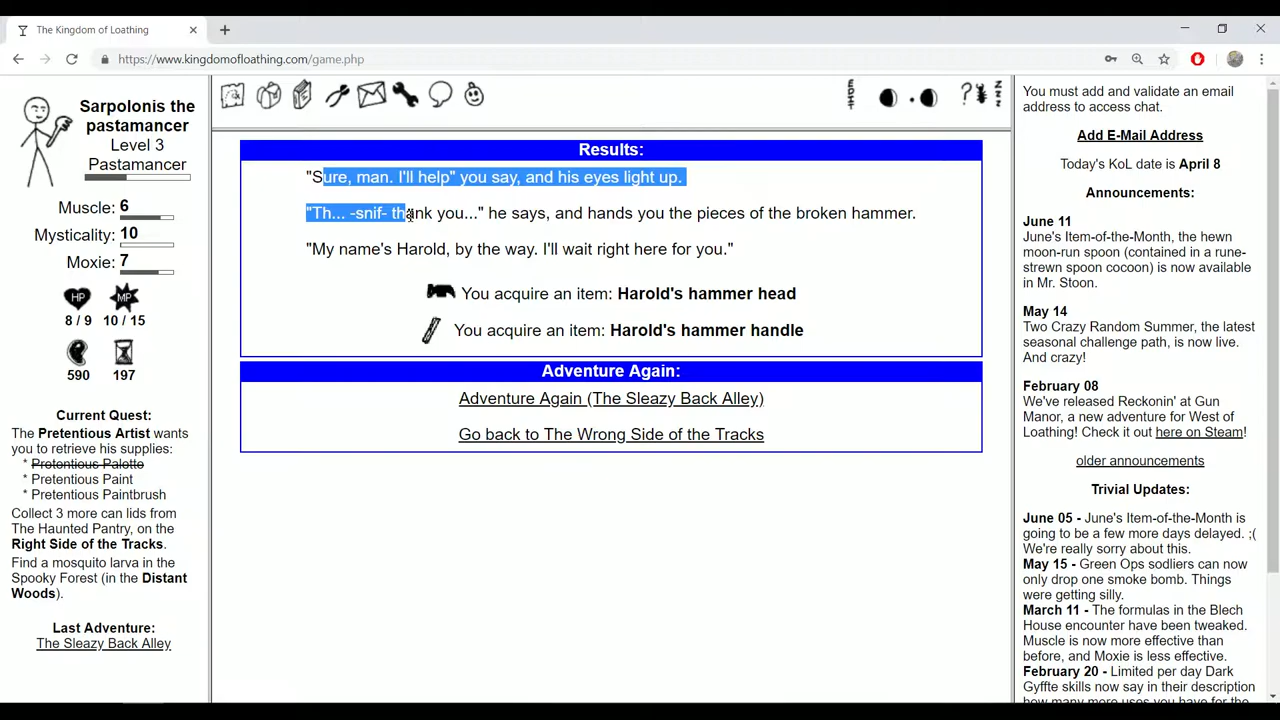 The Kingdom of Loathing
https://www.kingdomofloathing.com/game.php
Sarpolonis the
pastamancer
Level 3
Pastamancer
Muscle: 6
Mysticality: 10
Moxie: 7
HP
MP
8 / 9
10 / 15
590
197
Current Quest:
The Pretentious Artist wants
you to retrieve his supplies:
* Pretentious Palette
* Pretentious Paint
* Pretentious Paintbrush
Collect 3 more can lids from
The Haunted Pantry, on the
Right Side of the Tracks.
Find a mosquito larva in the
Spooky Forest (in the Distant
Woods).
Last Adventure:
The Sleazy Back Alley
EDIT
?
ZZZ
Results:
"Sure, man. I'll help" you say, and his eyes light up.
"Th... -snif- thank you..." he says, and hands you the pieces of the broken hammer.
"My name's Harold, by the way. I'll wait right here for you."
You acquire an item: Harold's hammer head
You acquire an item: Harold's hammer handle
Adventure Again:
Adventure Again (The Sleazy Back Alley)
Go back to The Wrong Side of the Tracks
You must add and validate an email
address to access chat.
Add E-Mail Address
Today's KoL date is April 8
Announcements:
June 11
June's Item-of-the-Month, the hewn
moon-run spoon (contained in a rune-
strewn spoon cocoon) is now available
in Mr. Stoon.
May 14
Two Crazy Random Summer, the latest
seasonal challenge path, is now live.
And crazy!
February 08
We've released Reckonin' at Gun
Manor, a new adventure for West of
Loathing! Check it out here on Steam!
older announcements
Trivial Updates:
June 05 - June's Item-of-the-Month is
going to be a few more days delayed. ;(
We're really sorry about this.
May 15 - Green Ops sodliers can now
only drop one smoke bomb. Things
were getting silly.
March 11 - The formulas in the Blech
House encounter have been tweaked.
Muscle is now more effective than
before, and Moxie is less effective.
February 20 - Limited per day Dark
Gyffte skills now say in their description
how many more uses you have for the